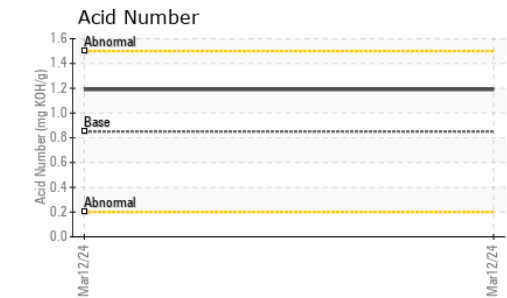 Acid Number
Acid Number (mg KOH/g)
1.6
1.4
1.2
1.0
0.8
0.6
0.4
0.2
0.0
Abnormal
Base
Abnormal
Mar12/24
Mar12/24